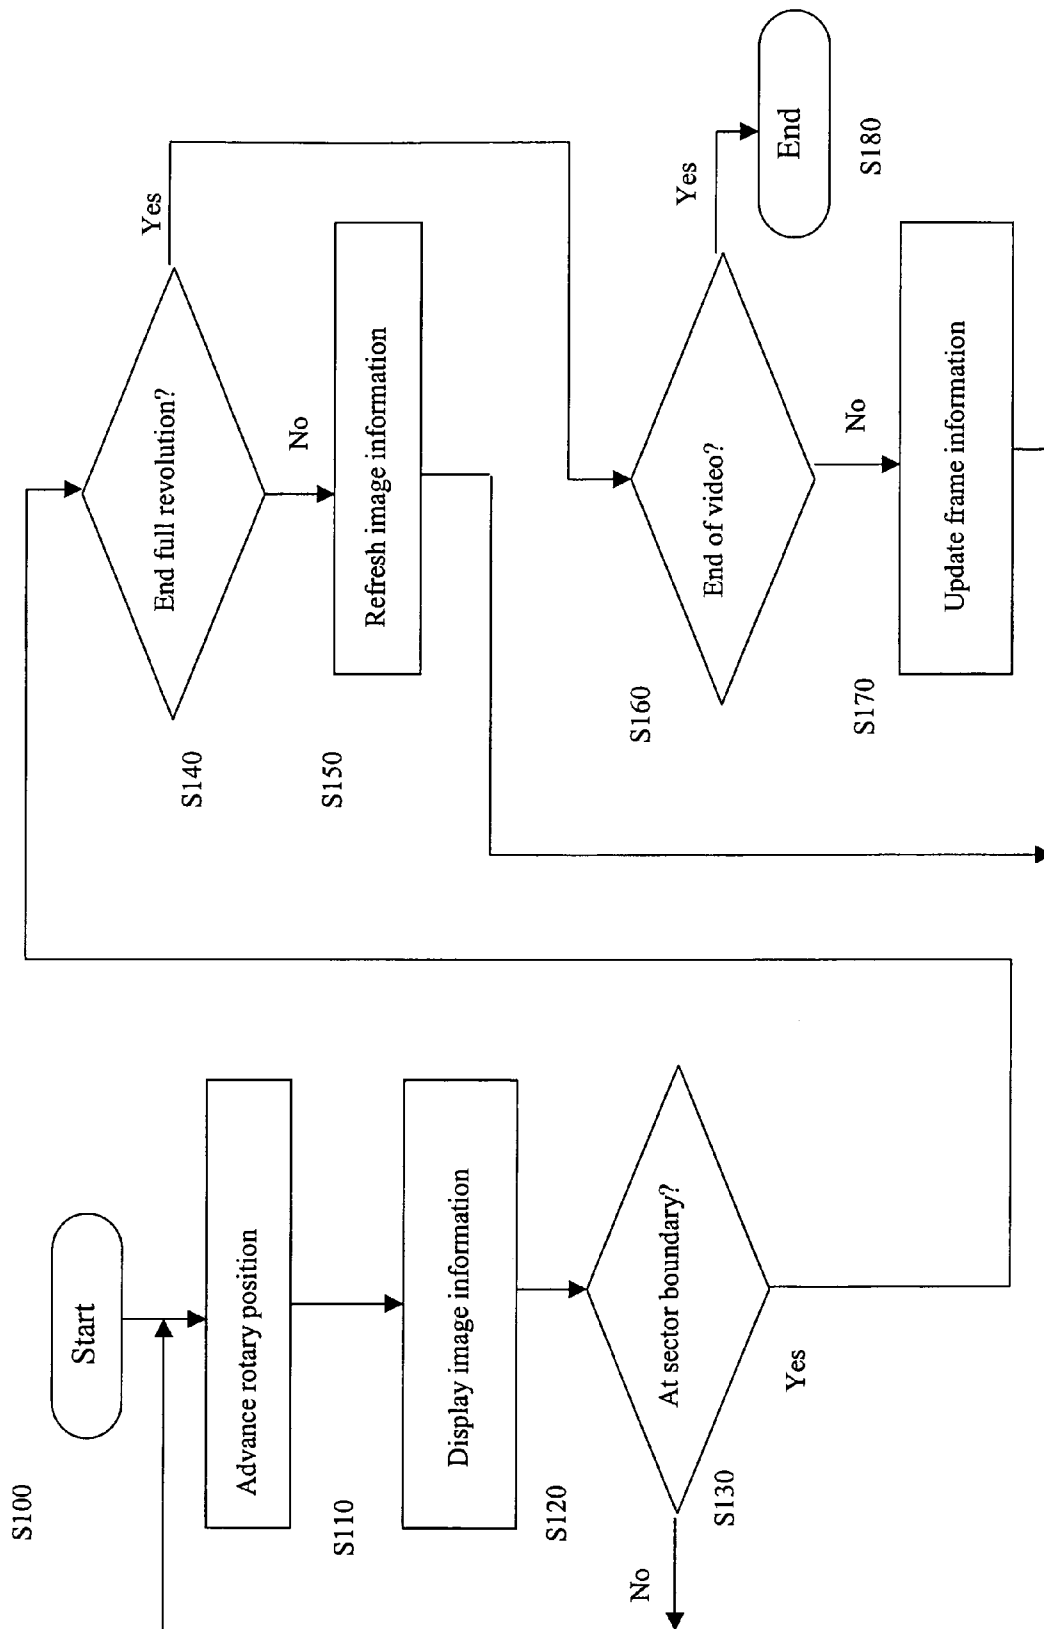 S100
Start
Advance rotary position
S110
Display image information
S120
At sector boundary?
S130
No
Yes
End full revolution?
S140
Yes
No
Refresh image information
S150
End of video?
S160
Yes
No
End
S180
Update frame information
S170